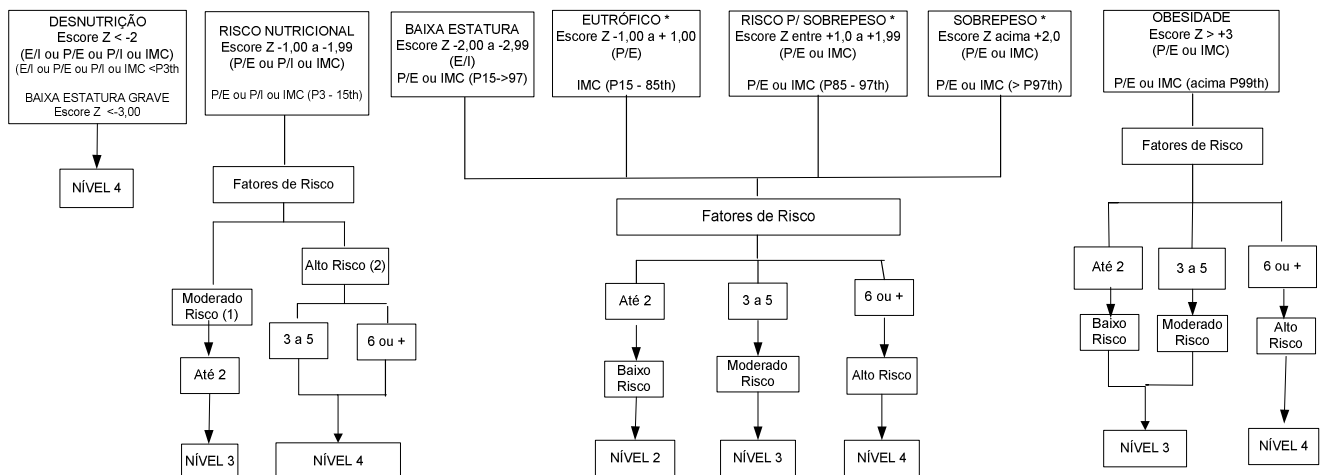 DESNUTRIÇÃO
Escore Z < -2
(E/I ou P/E ou P/I ou IMC)
(E/I ou P/E ou P/I ou IMC <P3th
BAIXA ESTATURA GRAVE
Escore Z <-3,00
NÍVEL 4
RISCO NUTRICIONAL
Escore Z -1,00 a -1,99
(P/E ou P/I ou IMC)
P/E ou P/I ou IMC (P3 - 15th)
Fatores de Risco
Moderado
Risco (1)
Até 2
NÍVEL 3
Alto Risco (2)
3 a 5
6 ou +
NÍVEL 4
BAIXA ESTATURA
Escore Z -2,00 a -2,99
(E/I)
P/E ou IMC (P15->97)
EUTRÓFICO *
Escore Z -1,00 a + 1,00
(P/E)
IMC (P15 - 85th)
RISCO P/ SOBREPESO *
Escore Z entre +1,0 a +1,99
(P/E ou IMC)
P/E ou IMC (P85 - 97th)
SOBREPESO *
Escore Z acima +2,0
(P/E ou IMC)
P/E ou IMC (> P97th)
Fatores de Risco
Até 2
Baixo
Risco
NÍVEL 2
3 a 5
Moderado
Risco
NÍVEL 3
6 ou +
Alto Risco
NÍVEL 4
OBESIDADE
Escore Z > +3
(P/E ou IMC)
P/E ou IMC (acima P99th)
Fatores de Risco
Até 2
Baixo
Risco
3 a 5
Moderado
Risco
NÍVEL 3
6 ou +
Alto
Risco
NÍVEL 4